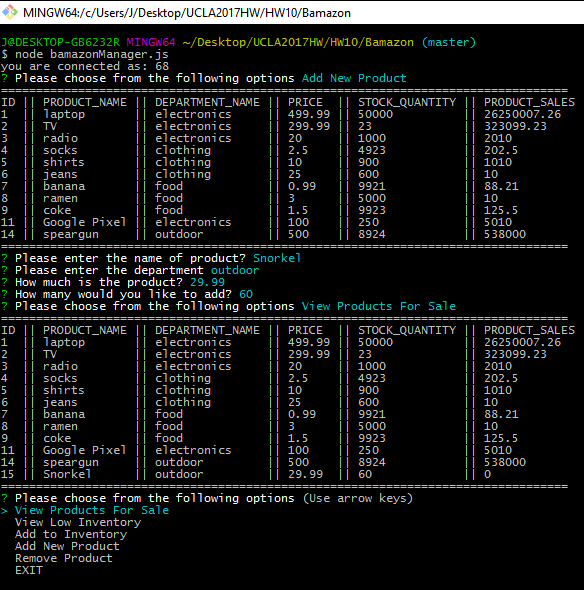 MINGW64:/c/Users/J/Desktop/UCLA2017HW/HW10/Bamazon
J@DESKTOP-GB6232R MINGW64 ~/Desktop/UCLA2017HW/HW10/Bamazon (master)
$ node bamazonManager.js
you are connected as: 68
? Please choose from the following options Add New Product
================================================================================
ID || PRODUCT_NAME || DEPARTMENT_NAME || PRICE || STOCK_QUANTITY || PRODUCT_SALES
1 || laptop || electronics || 499.99 || 50000 || 26250007.26
2 || TV || electronics || 299.99 || 23 || 323099.23
3 || radio || electronics || 20 || 1000 || 2010
4 || socks || clothing || 2.5 || 4923 || 202.5
5 || shirts || clothing || 10 || 900 || 1010
6 || jeans || clothing || 25 || 600 || 10
7 || banana || food || 0.99 || 9921 || 88.21
8 || ramen || food || 3 || 5000 || 10
9 || coke || food || 1.5 || 9923 || 125.5
11 || Google Pixel || electronics || 100 || 250 || 5010
14 || speargun || outdoor || 500 || 8924 || 538000
================================================================================
? Please enter the name of product? Snorkel
? Please enter the department outdoor
? How much is the product? 29.99
? How many would you like to add? 60
? Please choose from the following options View Products For Sale
================================================================================
ID || PRODUCT_NAME || DEPARTMENT_NAME || PRICE || STOCK_QUANTITY || PRODUCT_SALES
1 || laptop || electronics || 499.99 || 50000 || 26250007.26
2 || TV || electronics || 299.99 || 23 || 323099.23
3 || radio || electronics || 20 || 1000 || 2010
4 || socks || clothing || 2.5 || 4923 || 202.5
5 || shirts || clothing || 10 || 900 || 1010
6 || jeans || clothing || 25 || 600 || 10
7 || banana || food || 0.99 || 9921 || 88.21
8 || ramen || food || 3 || 5000 || 10
9 || coke || food || 1.5 || 9923 || 125.5
11 || Google Pixel || electronics || 100 || 250 || 5010
14 || speargun || outdoor || 500 || 8924 || 538000
15 || Snorkel || outdoor || 29.99 || 60 || 0
================================================================================
? Please choose from the following options (Use arrow keys)
> View Products For Sale
View Low Inventory
Add to Inventory
Add New Product
Remove Product
EXIT